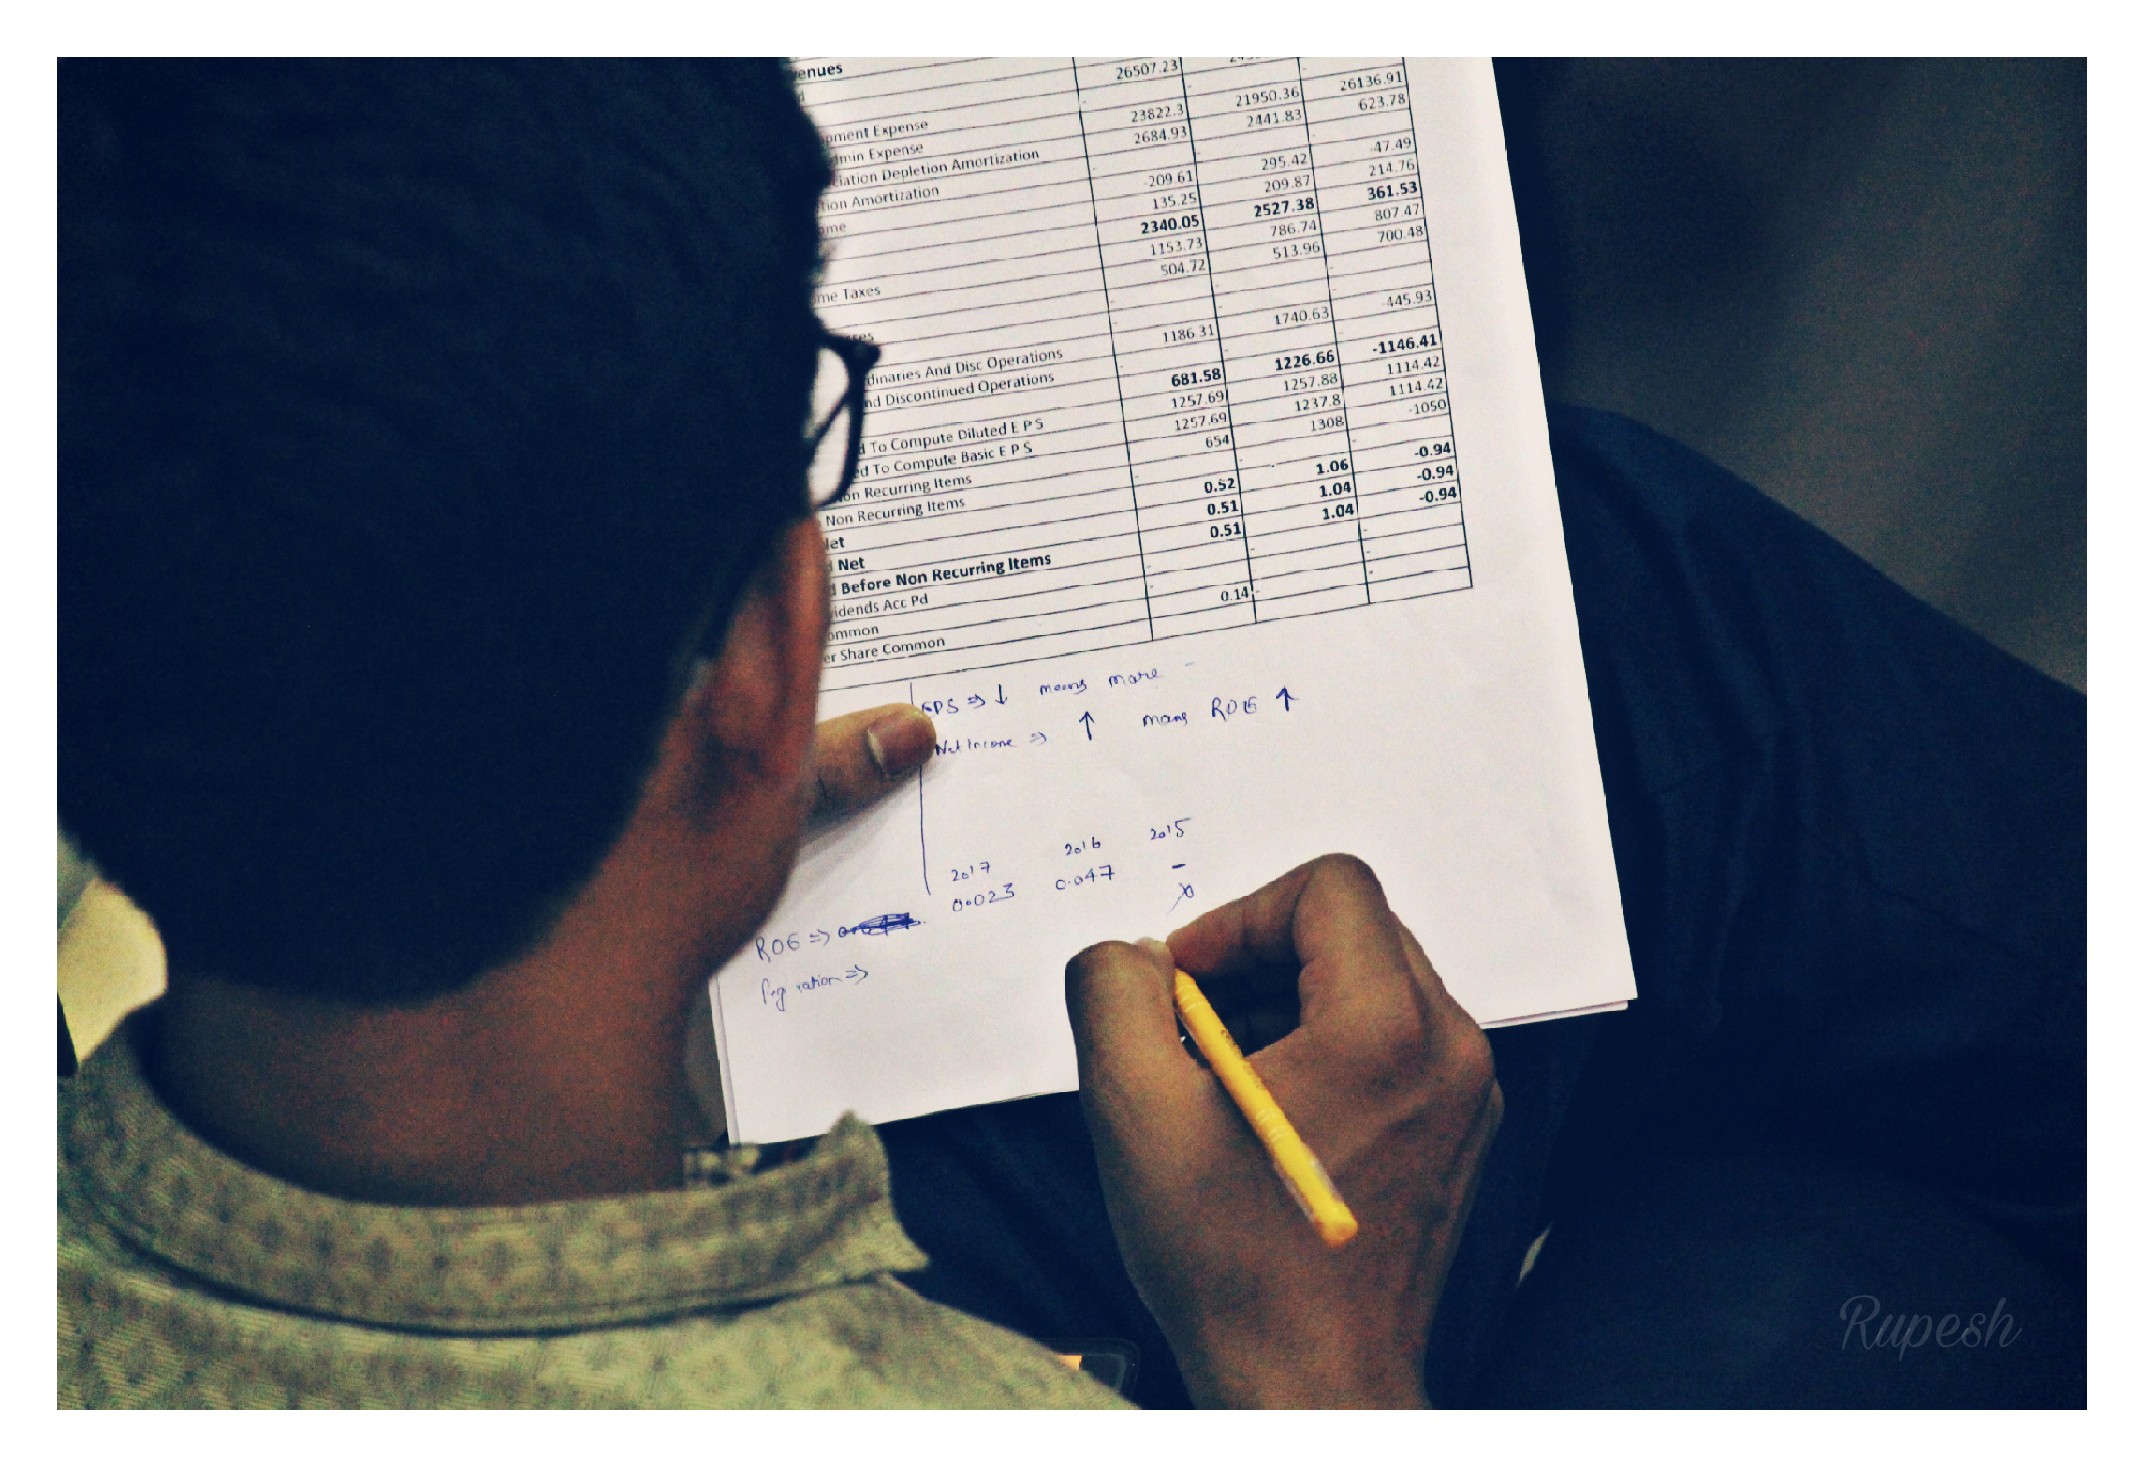 enues 26507.23
26136.91
pment Expense 23822.3 21950.36 623.78
dmin Expense 2684.93 2441.83
ciation Depletion Amortization
tion Amortization -209.61 295.42 -47.49
ome 135.25 209.87 214.76
2340.05 2527.38 361.53
1153.73 786.74 807.47
me Taxes 504.72 513.96 700.48
1186.31 1740.63 -445.93
dinaries And Disc Operations
nd Discontinued Operations
681.58 1226.66 -1146.41
d To Compute Diluted E P S 1257.69 1257.88 1114.42
ed To Compute Basic E P S 1257.69 1237.8 1114.42
on Recurring Items 654 1308 -1050
Non Recurring Items
Net 0.52 1.06 -0.94
Net 0.51 1.04 -0.94
Before Non Recurring Items 0.51 1.04 -0.94
idends Acc Pd
ommon
er Share Common 0.14
EPS ⇒ ↓ means more -
Net Income ⇒ ↑ means ROE ↑
2017 2016 2015
0.023 0.047 -
ROE ⇒
ration ⇒
Rupesh